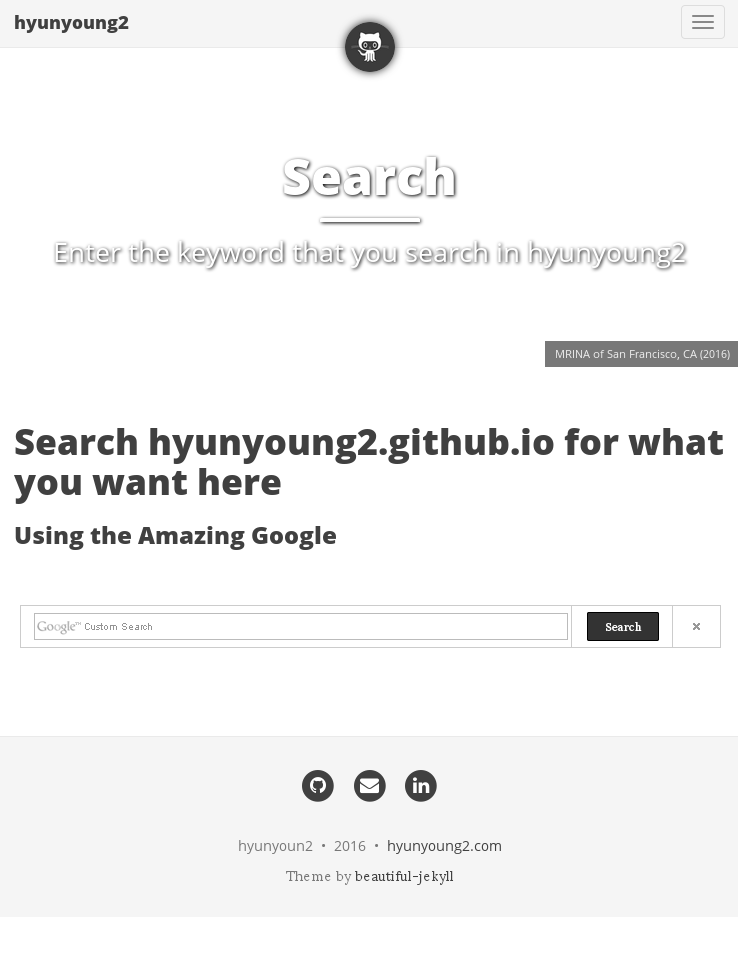 hyunyoung2
Search
Enter the keyword that you search in hyunyoung2
MRINA of San Francisco, CA (2016)
Search hyunyoung2.github.io for what
you want here
Using the Amazing Google
Google™ Custom Search
Search
×
hyunyoun2 • 2016 • hyunyoung2.com
Theme by beautiful-jekyll